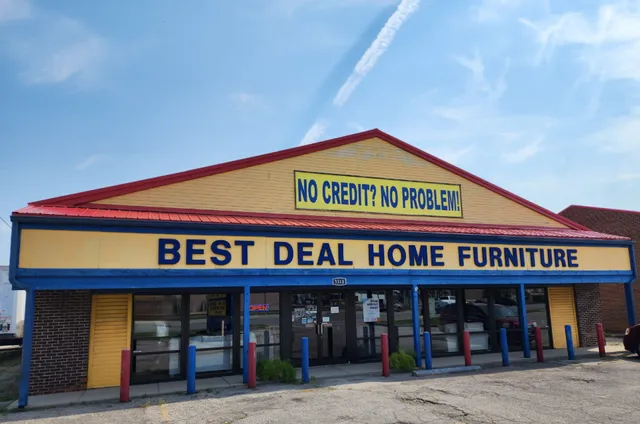 NO CREDIT? NO PROBLEM!
BEST DEAL HOME FURNITURE
OPEN